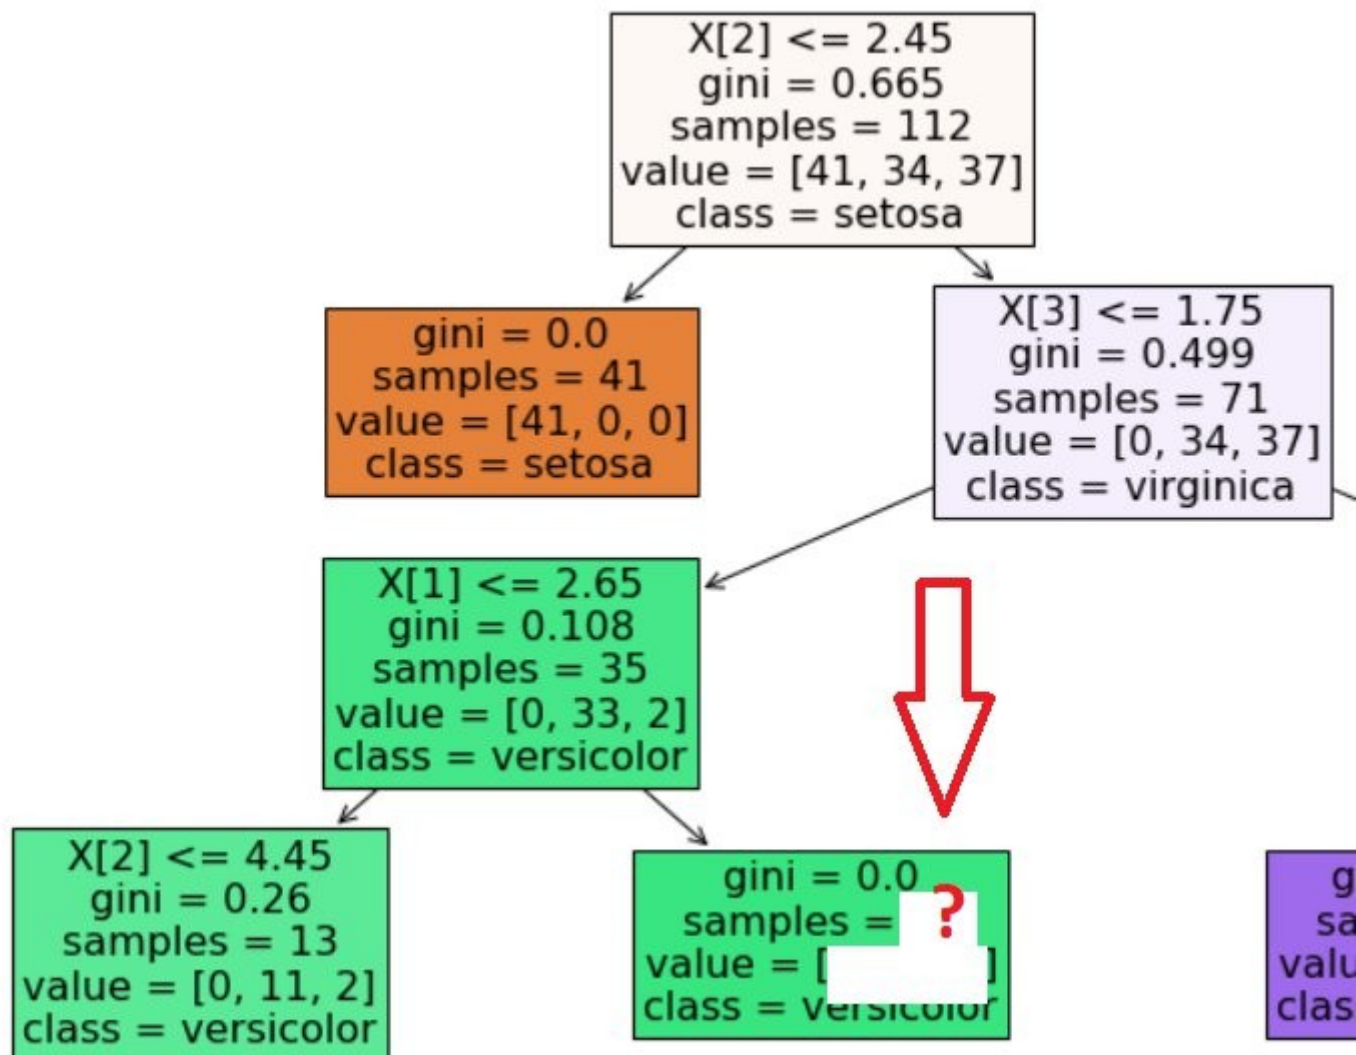 X[2] <= 2.45
gini = 0.665
samples = 112
value = [41, 34, 37]
class = setosa
gini = 0.0
samples = 41
value = [41, 0, 0]
class = setosa
X[3] <= 1.75
gini = 0.499
samples = 71
value = [0, 34, 37]
class = virginica
X[1] <= 2.65
gini = 0.108
samples = 35
value = [0, 33, 2]
class = versicolor
X[2] <= 4.45
gini = 0.26
samples = 13
value = [0, 11, 2]
class = versicolor
gini = 0.0
samples = ?
value = [ ]
class = versicolor
g
sa
valu
clas